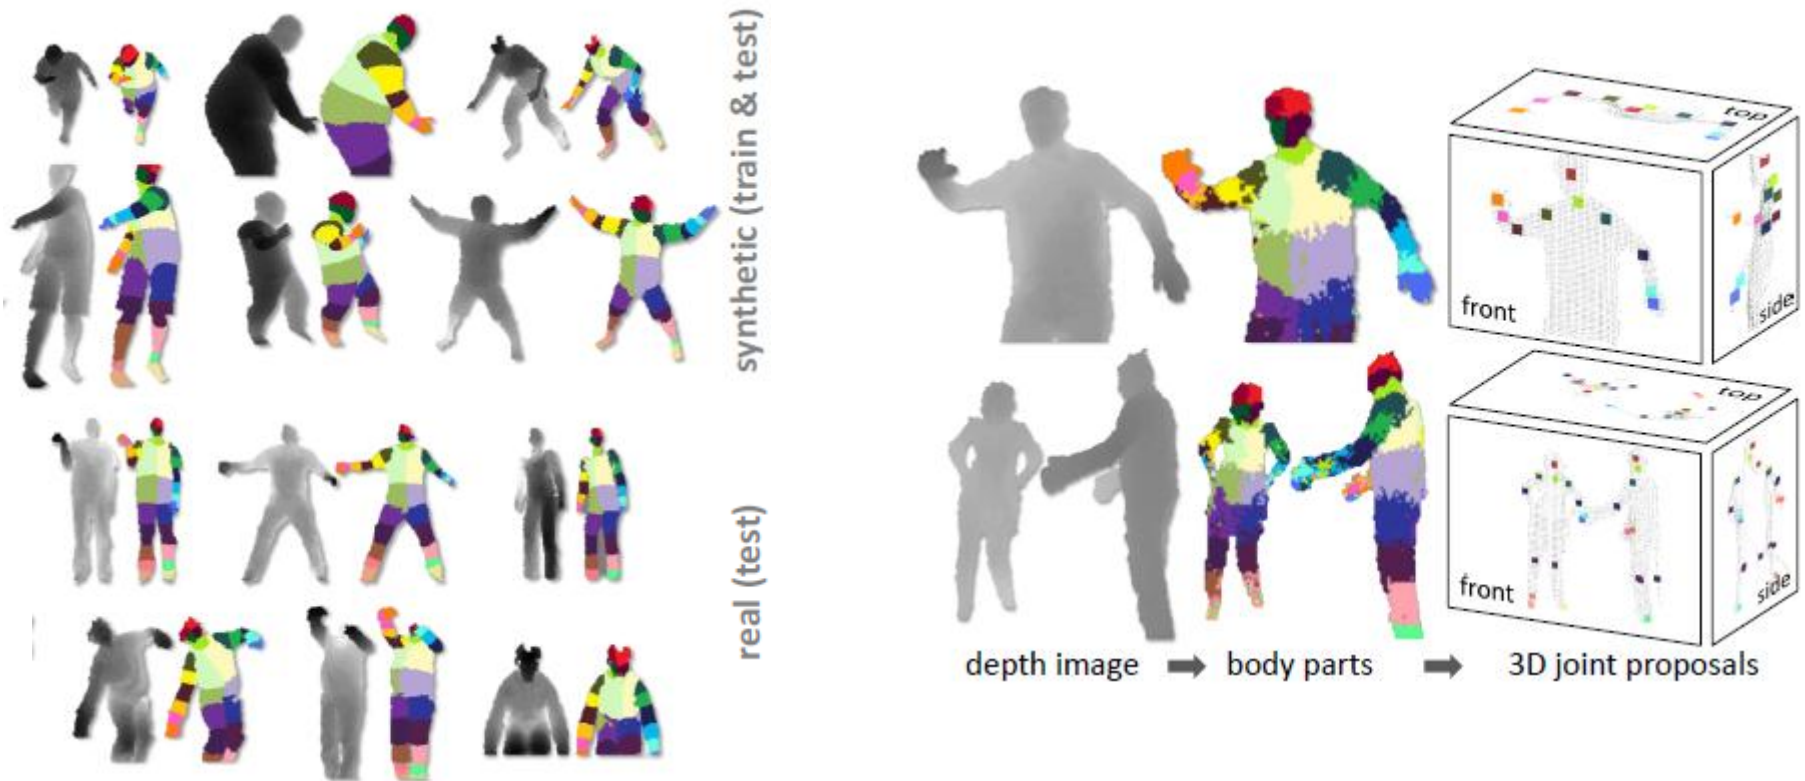 synthetic (train & test)
real (test)
top
front
side
top
front
side
depth image
body parts
3D joint proposals